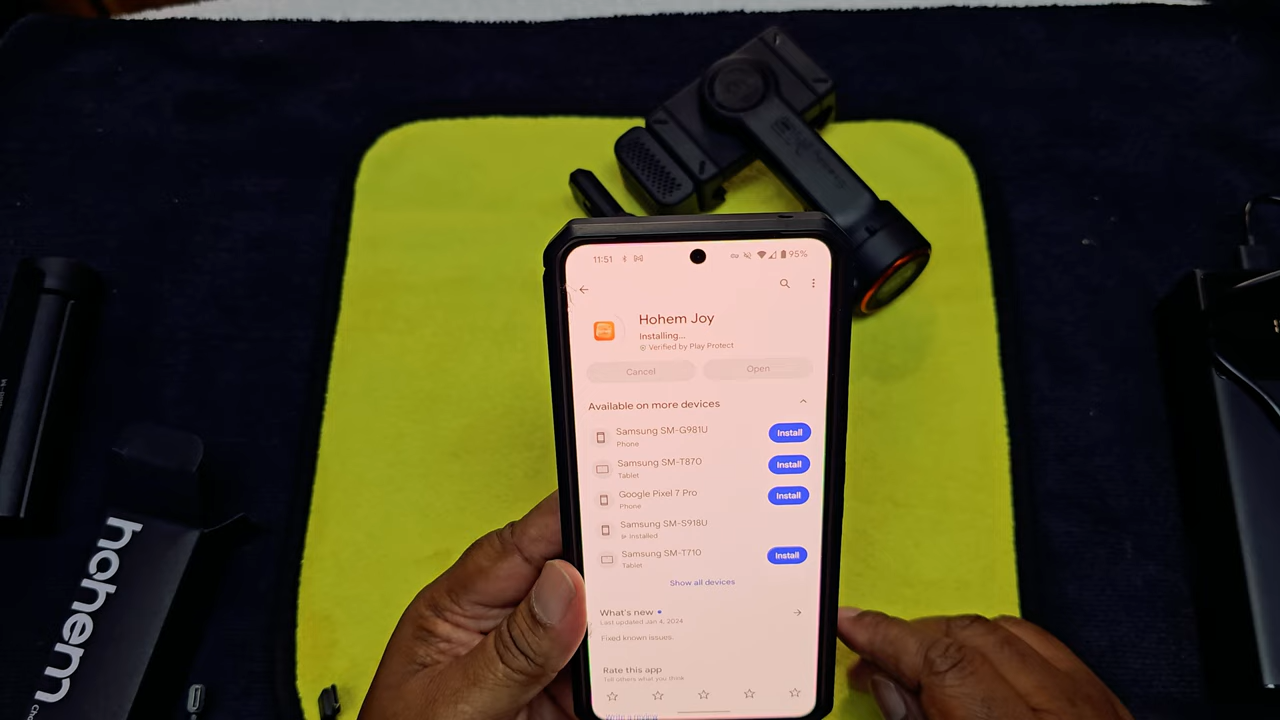 11:51
95%
Hohem Joy
Installing...
Verified by Play Protect
Cancel
Open
Available on more devices
Samsung SM-G981U
Phone
Install
Samsung SM-T870
Tablet
Install
Google Pixel 7 Pro
Phone
Install
Samsung SM-S918U
Installed
Samsung SM-T710
Tablet
Install
Show all devices
What's new
Last updated Jan 4, 2024
Fixed known issues.
Rate this app
Tell others what you think
Write a review
hohem